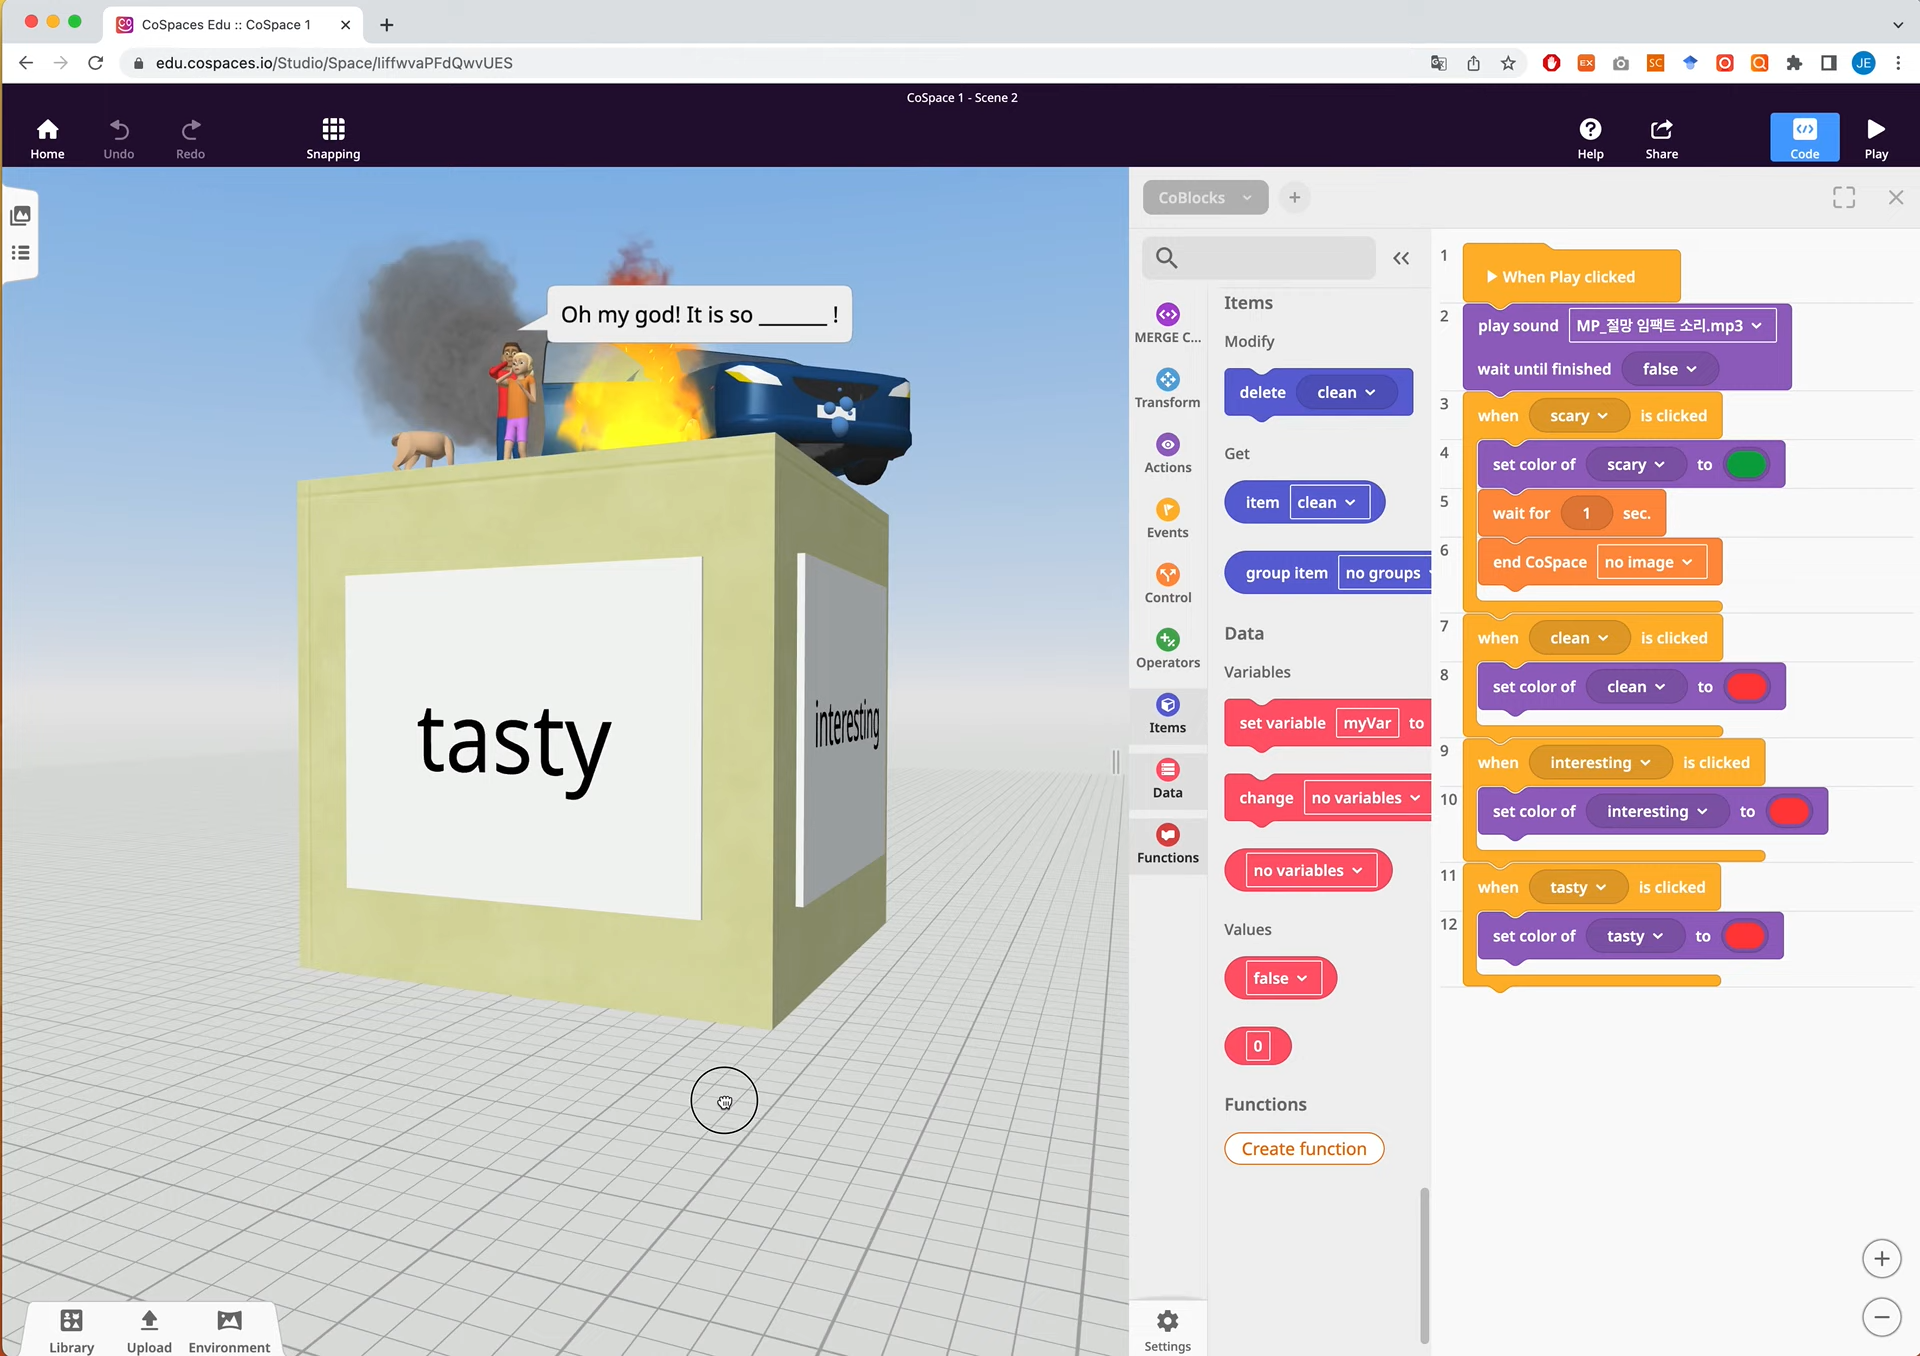 CoSpaces Edu :: CoSpace 1
edu.cospaces.io/Studio/Space/liffwvaPFdQwvUES
EX
SC
JE
CoSpace 1 - Scene 2
Home
Undo
Redo
Snapping
Help
Share
Code
Play
Oh my god! It is so ______ !
tasty
interesting
Library
Upload
Environment
CoBlocks
MERGE C...
Transform
Actions
Events
Control
Operators
Items
Data
Functions
Settings
Items
Modify
delete clean
Get
item clean
group item no groups
Data
Variables
set variable myVar to
change no variables
no variables
Values
false
0
Functions
Create function
1
When Play clicked
2
play sound MP_절망 임팩트 소리.mp3
wait until finished false
3
when scary is clicked
4
set color of scary to
5
wait for 1 sec.
6
end CoSpace no image
7
when clean is clicked
8
set color of clean to
9
when interesting is clicked
10
set color of interesting to
11
when tasty is clicked
12
set color of tasty to